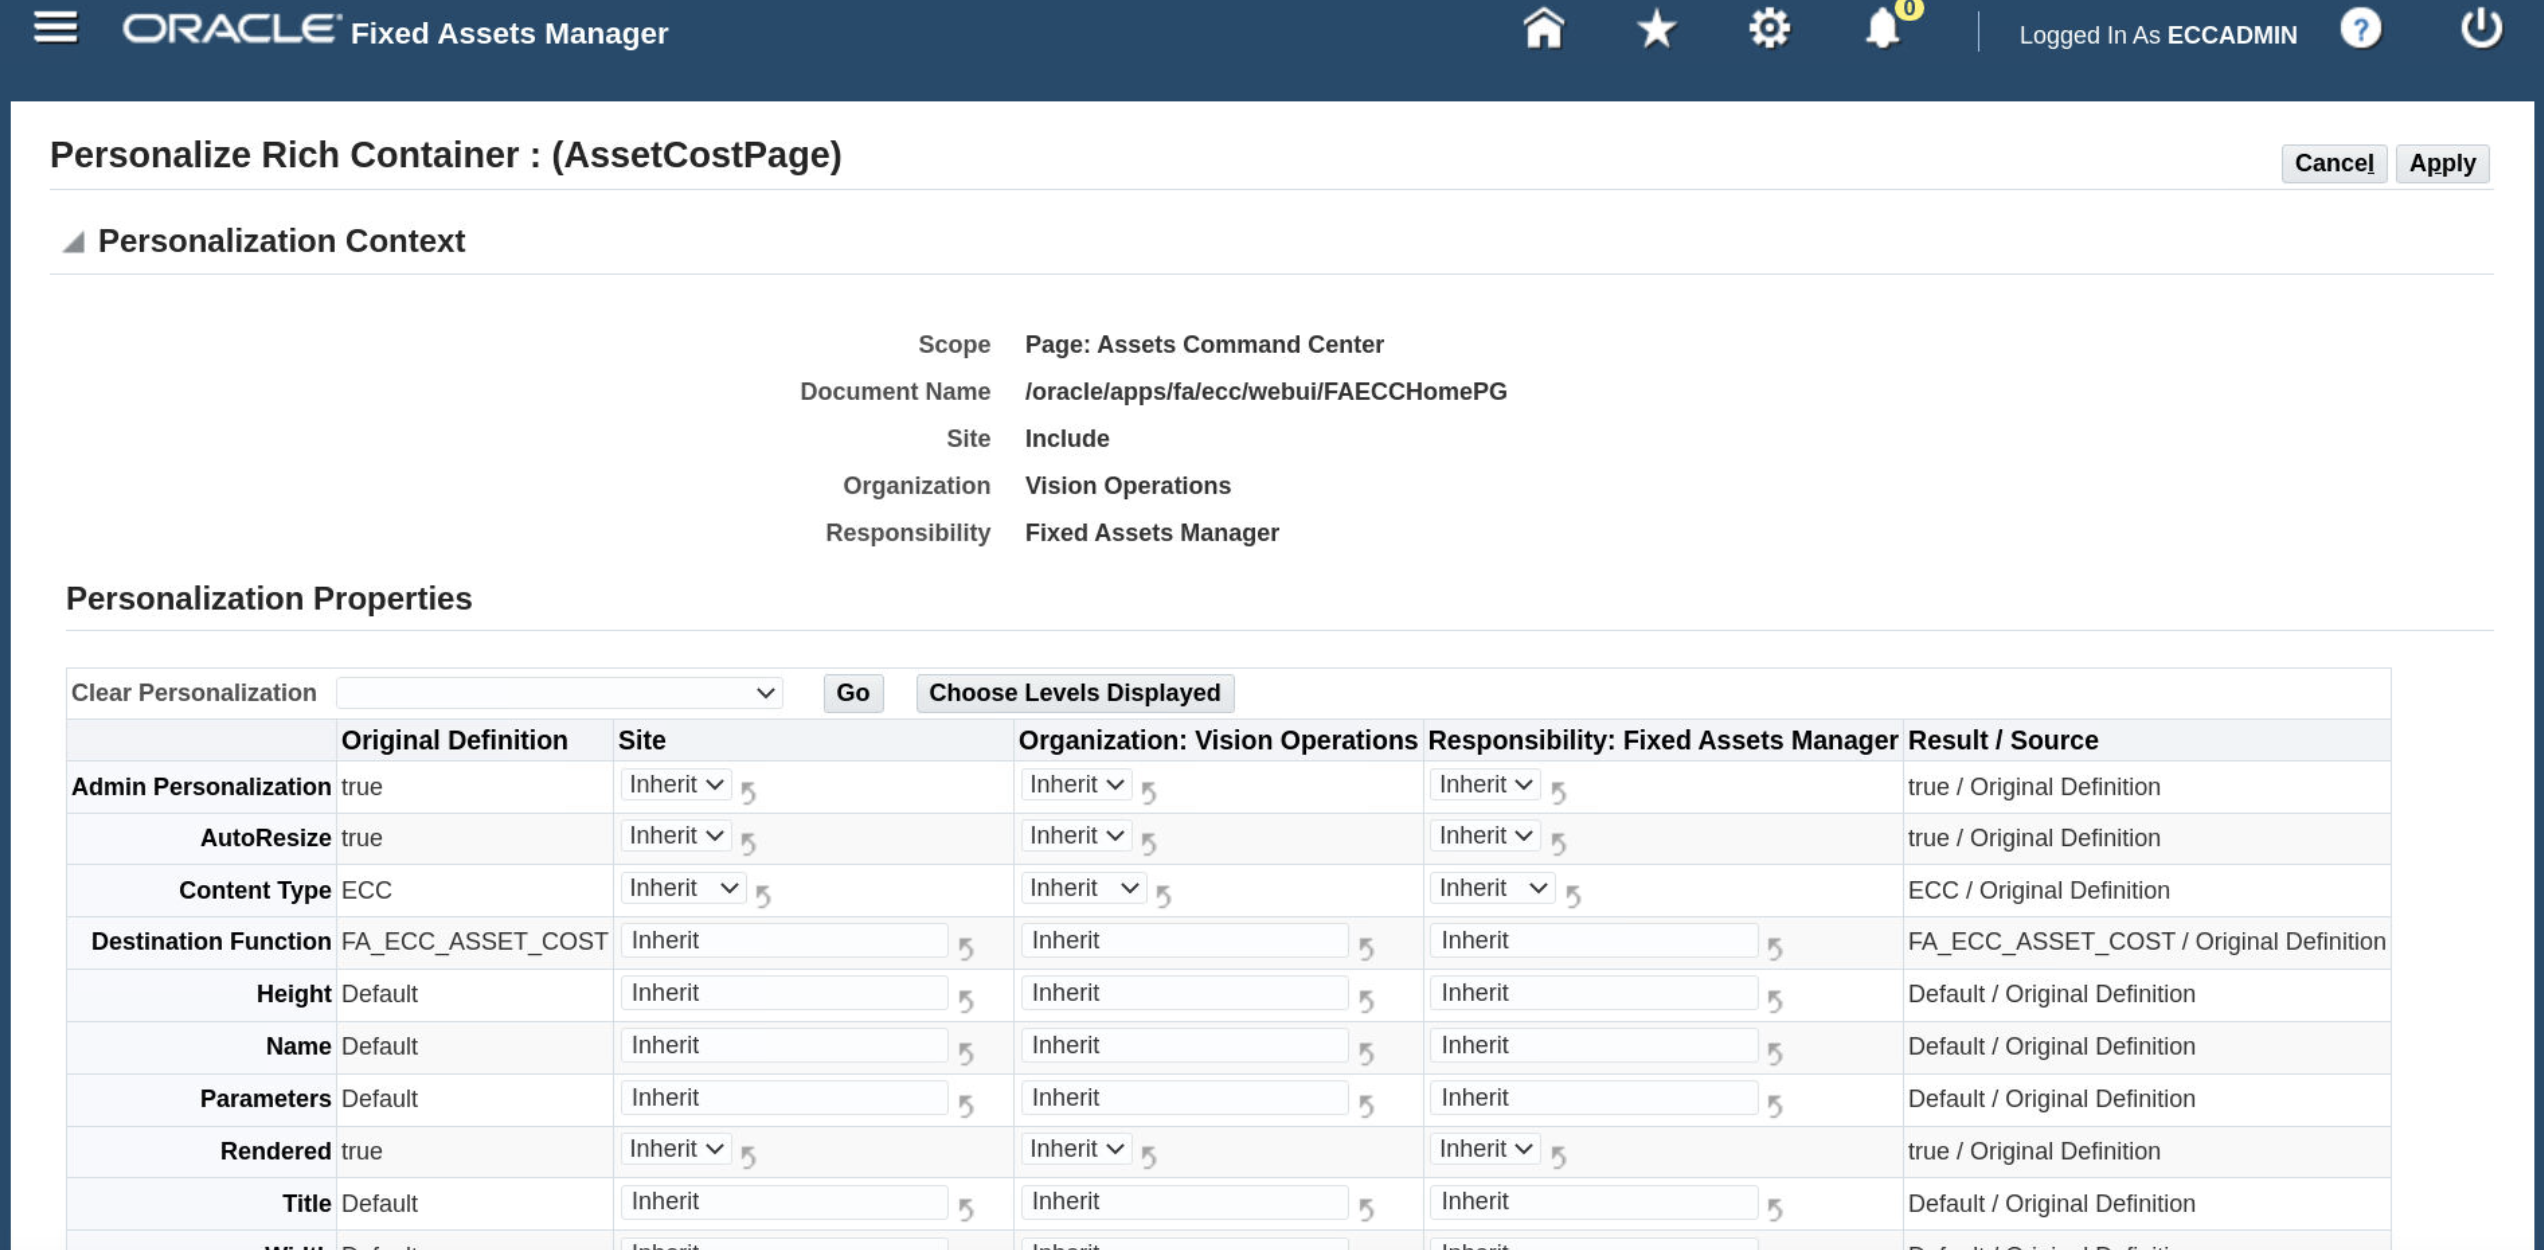 ORACLE Fixed Assets Manager 0 Logged In As ECCADMIN ?
Personalize Rich Container : (AssetCostPage) Cancel Apply
Personalization Context
Scope Page: Assets Command Center
Document Name /oracle/apps/fa/ecc/webui/FAECCHomePG
Site Include
Organization Vision Operations
Responsibility Fixed Assets Manager
Personalization Properties
Clear Personalization Go Choose Levels Displayed
Original Definition Site Organization: Vision Operations Responsibility: Fixed Assets Manager Result / Source
Admin Personalization true Inherit Inherit Inherit true / Original Definition
AutoResize true Inherit Inherit Inherit true / Original Definition
Content Type ECC Inherit Inherit Inherit ECC / Original Definition
Destination Function FA_ECC_ASSET_COST Inherit Inherit Inherit FA_ECC_ASSET_COST / Original Definition
Height Default Inherit Inherit Inherit Default / Original Definition
Name Default Inherit Inherit Inherit Default / Original Definition
Parameters Default Inherit Inherit Inherit Default / Original Definition
Rendered true Inherit Inherit Inherit true / Original Definition
Title Default Inherit Inherit Inherit Default / Original Definition